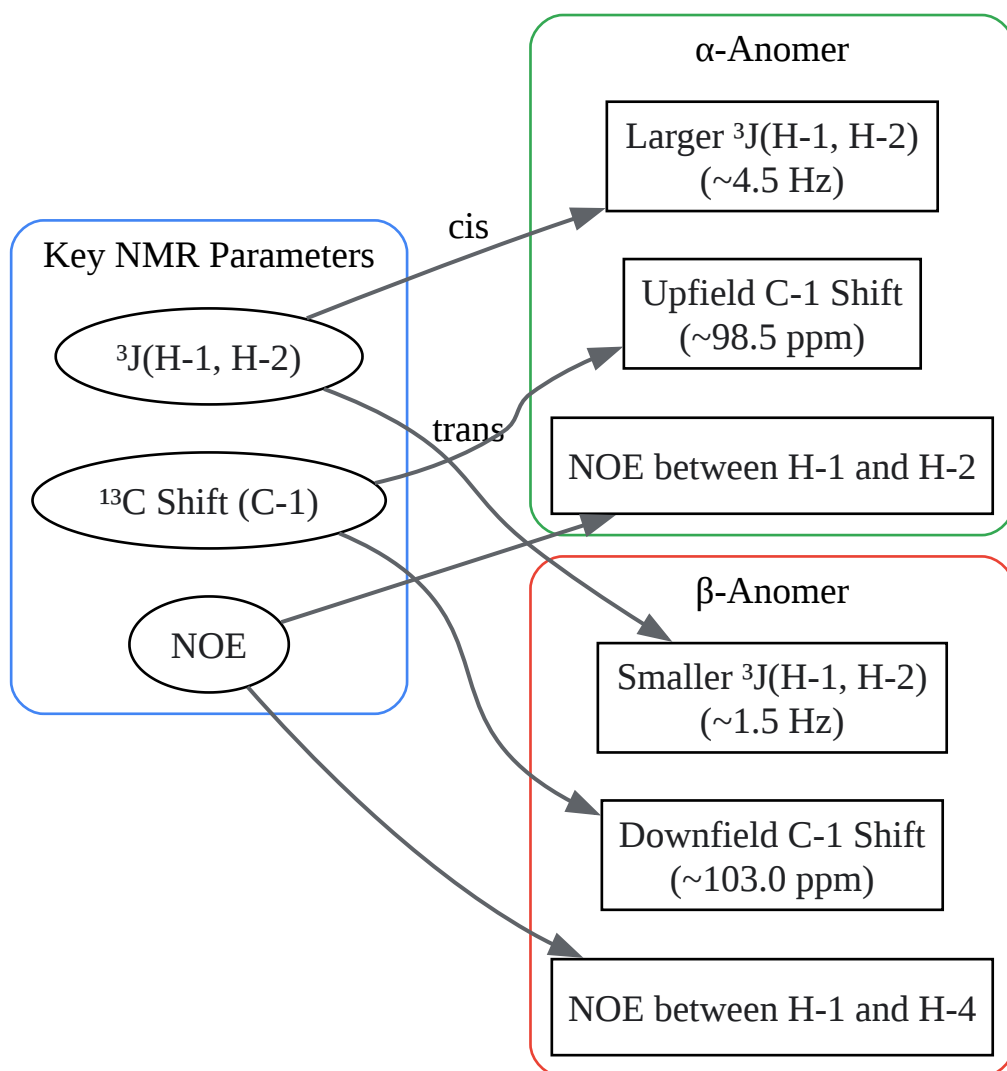 Key NMR Parameters
³J(H-1, H-2)
¹³C Shift (C-1)
NOE
cis
trans
α-Anomer
Larger ³J(H-1, H-2)
(~4.5 Hz)
Upfield C-1 Shift
(~98.5 ppm)
NOE between H-1 and H-2
β-Anomer
Smaller ³J(H-1, H-2)
(~1.5 Hz)
Downfield C-1 Shift
(~103.0 ppm)
NOE between H-1 and H-4